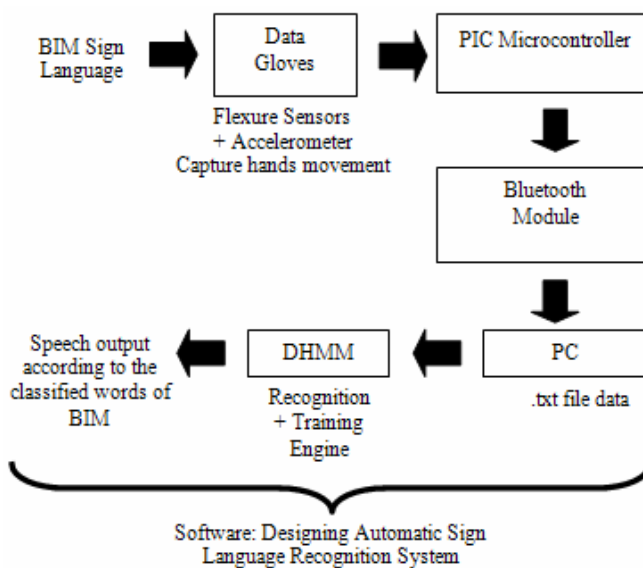 BIM Sign
Language
Data
Gloves
PIC Microcontroller
Flexure Sensors
+ Accelerometer
Capture hands movement
Bluetooth
Module
Speech output
according to the
classified words of
BIM
DHMM
PC
Recognition
+ Training
Engine
.txt file data
Software: Designing Automatic Sign
Language Recognition System